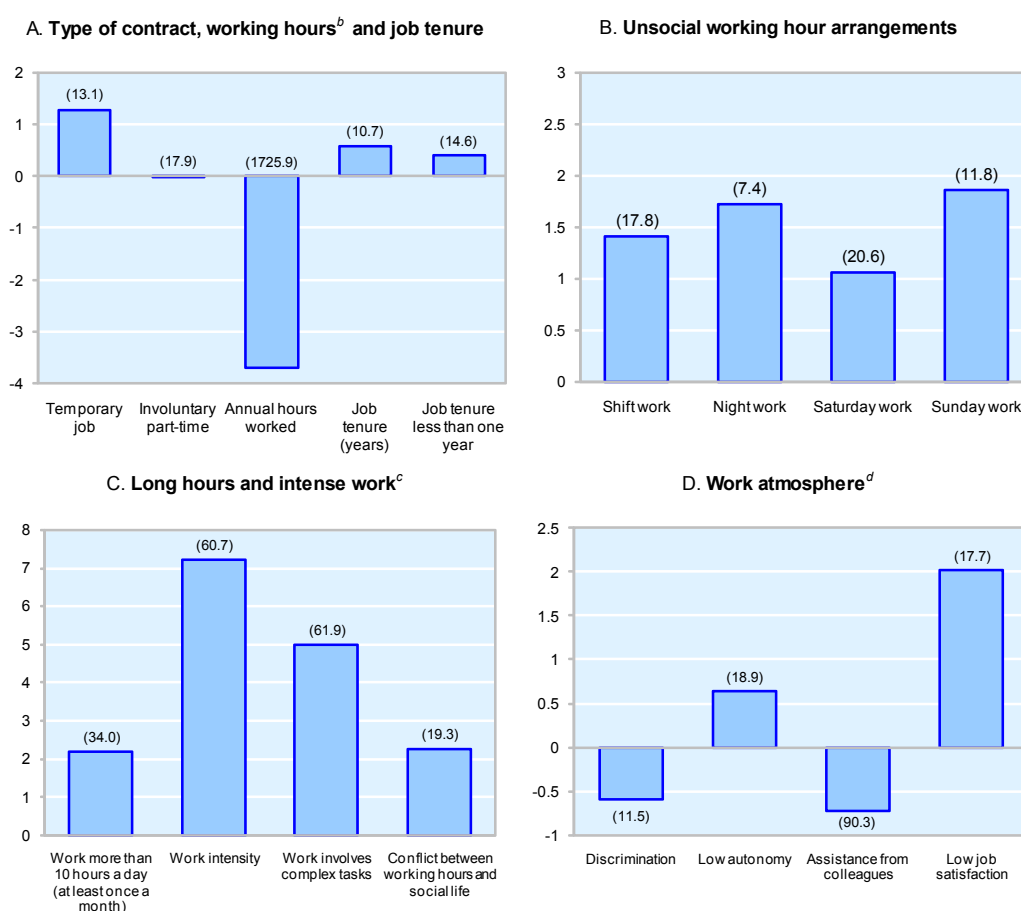 A. Type of contract, working hours^b and job tenure
2
1
0
-1
-2
-3
-4
(13.1)
(17.9)
(1725.9)
(10.7)
(14.6)
Temporary
job
Involuntary
part-time
Annual hours
worked
Job
tenure
(years)
Job tenure
less than one
year
B. Unsocial working hour arrangements
3
2.5
2
1.5
1
0.5
0
(17.8)
(7.4)
(20.6)
(11.8)
Shift work
Night work
Saturday work
Sunday work
C. Long hours and intense work^c
8
7
6
5
4
3
2
1
0
(34.0)
(60.7)
(61.9)
(19.3)
Work more than
10 hours a day
(at least once a
month)
Work intensity
Work involves
complex tasks
Conflict between
working hours and
social life
D. Work atmosphere^d
2.5
2
1.5
1
0.5
0
-0.5
-1
(11.5)
(18.9)
(90.3)
(17.7)
Discrimination
Low autonomy
Assistance from
colleagues
Low job
satisfaction